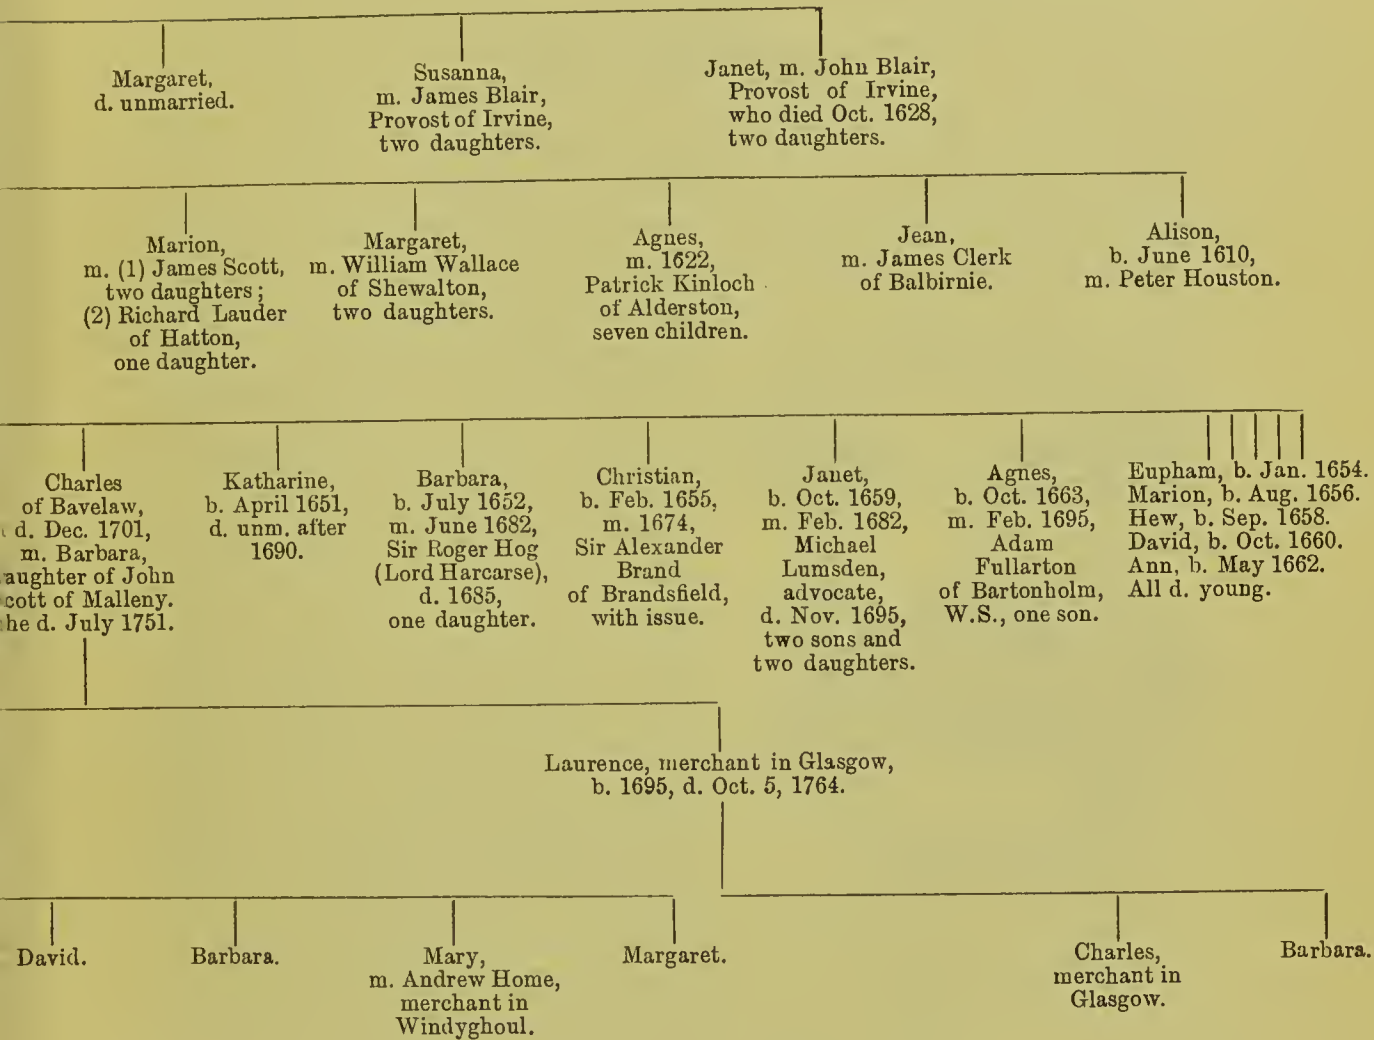 Margaret,
d. unmarried.
Susanna,
m. James Blair,
Provost of Irvine,
two daughters.
Janet, m. John Blair,
Provost of Irvine,
who died Oct. 1628,
two daughters.
Marion,
m. (1) James Scott,
two daughters;
(2) Richard Lauder
of Hatton,
one daughter.
Margaret,
m. William Wallace
of Shewalton,
two daughters.
Agnes,
m. 1622,
Patrick Kinloch
of Alderston,
seven children.
Jean,
m. James Clerk
of Balbirnie.
Alison,
b. June 1610,
m. Peter Houston.
Charles
of Bavelaw,
d. Dec. 1701,
m. Barbara,
aughter of John
cott of Malleny.
he d. July 1751.
Katharine,
b. April 1651,
d. unm. after
1690.
Barbara,
b. July 1652,
m. June 1682,
Sir Roger Hog
(Lord Harcarse),
d. 1685,
one daughter.
Christian,
b. Feb. 1655,
m. 1674,
Sir Alexander
Brand
of Brandsfield,
with issue.
Janet,
b. Oct. 1659,
m. Feb. 1682,
Michael
Lumsden,
advocate,
d. Nov. 1695,
two sons and
two daughters.
Agnes,
b. Oct. 1663,
m. Feb. 1695,
Adam
Fullarton
of Bartonholm,
W.S., one son.
Eupham, b. Jan. 1654.
Marion, b. Aug. 1656.
Hew, b. Sep. 1658.
David, b. Oct. 1660.
Ann, b. May 1662.
All d. young.
Laurence, merchant in Glasgow,
b. 1695, d. Oct. 5, 1764.
David.
Barbara.
Mary,
m. Andrew Home,
merchant in
Windyghoul.
Margaret.
Charles,
merchant in
Glasgow.
Barbara.